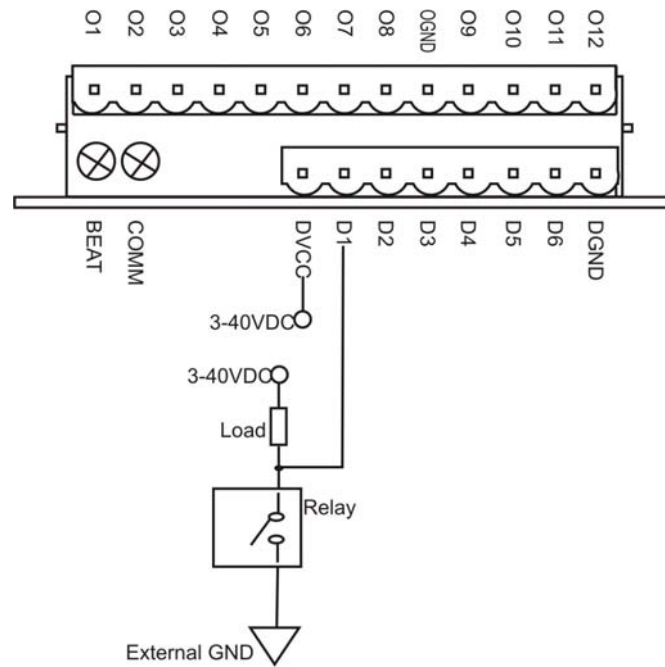 O1 O2 O3 O4 O5 O6 O7 O8 OGND O9 O10 O11 O12
BEAT COMM DVCC D1 D2 D3 D4 D5 D6 DGND
3-40VDC
3-40VDC
Load
Relay
External GND